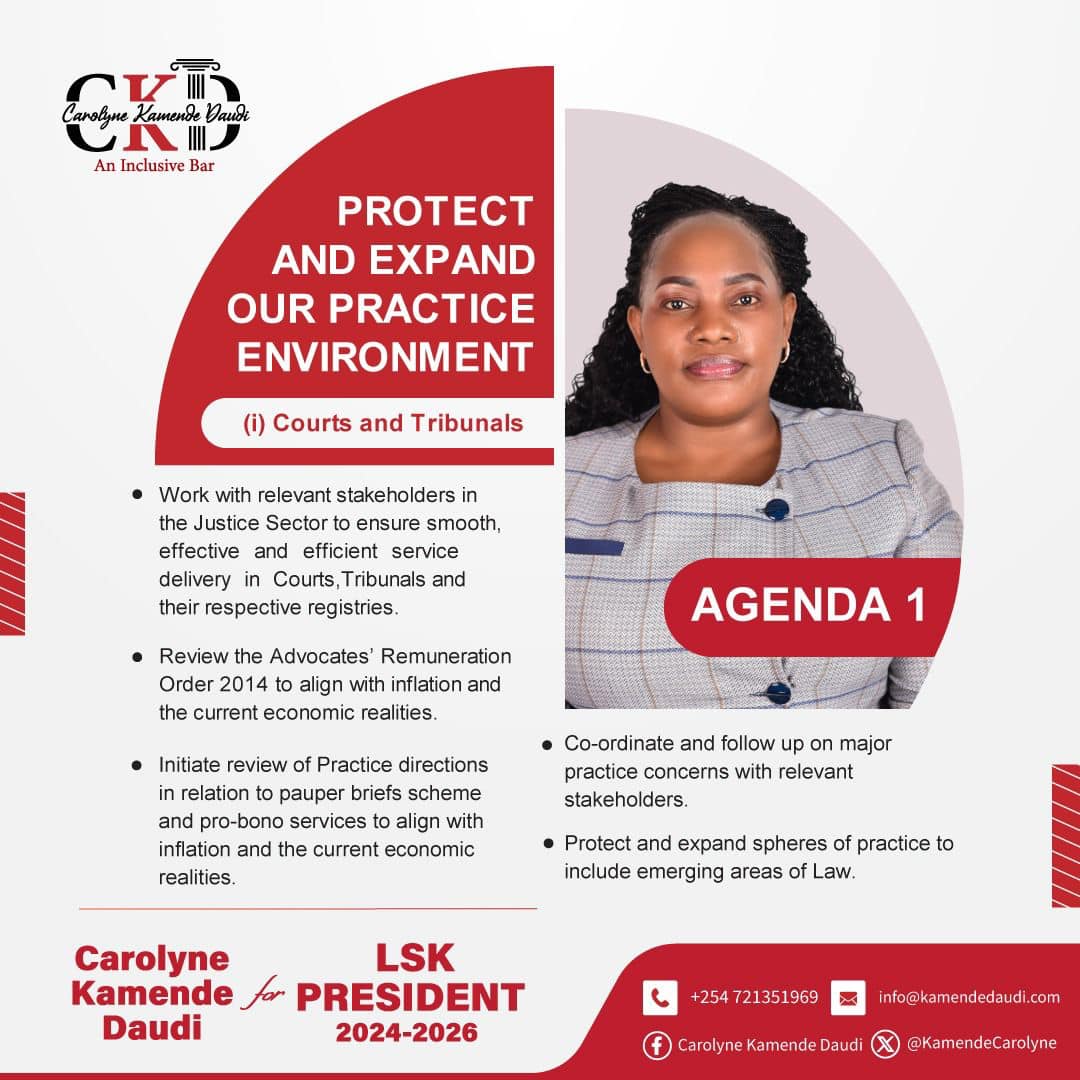 CKD
Carolyne Kamende Daudi
An Inclusive Bar
PROTECT
AND EXPAND
OUR PRACTICE
ENVIRONMENT
(i) Courts and Tribunals
Work with relevant stakeholders in
the Justice Sector to ensure smooth,
effective and efficient service
delivery in Courts,Tribunals and
their respective registries.
Review the Advocates’ Remuneration
Order 2014 to align with inflation and
the current economic realities.
Initiate review of Practice directions
in relation to pauper briefs scheme
and pro-bono services to align with
inflation and the current economic
realities.
AGENDA 1
Co-ordinate and follow up on major
practice concerns with relevant
stakeholders.
Protect and expand spheres of practice to
include emerging areas of Law.
Carolyne
Kamende
Daudi
for
LSK
PRESIDENT
2024-2026
+254 721351969
info@kamendedaudi.com
Carolyne Kamende Daudi
@KamendeCarolyne